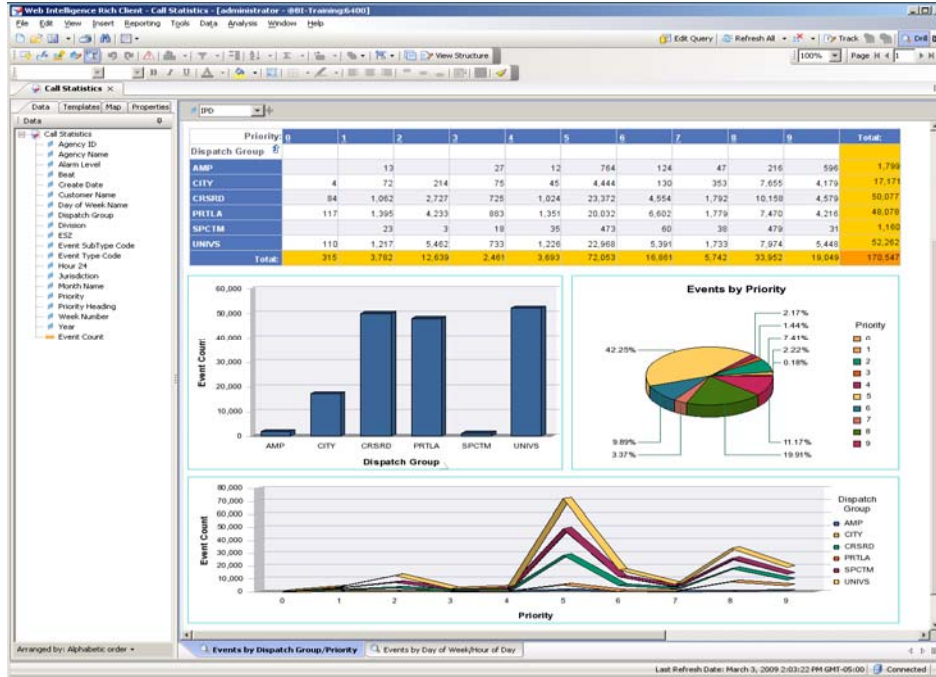 Web Intelligence Rich Client - Call Statistics - [administrator - @BI-Training:6400]
File Edit View Insert Reporting Tools Data Analysis Window Help
Edit Query Refresh All Track Drill
View Structure 100% Page 1
Call Statistics
Data Templates Map Properties
Data
Call Statistics
Agency ID
Agency Name
Alarm Level
Beat
Create Date
Customer Name
Day of Week Name
Dispatch Group
Division
ESZ
Event SubType Code
Event Type Code
Hour 24
Jurisdiction
Month Name
Priority
Priority Heading
Week Number
Year
Event Count
Arranged by: Alphabetic order
IPD
Priority: 0 1 2 3 4 5 6 7 8 9 Total:
Dispatch Group
AMP 13 27 12 764 124 47 216 596 1,799
CITY 4 72 214 75 45 4,444 130 353 7,655 4,179 17,171
CRSRD 84 1,062 2,727 725 1,024 23,372 4,554 1,792 10,158 4,579 50,077
PRTLA 117 1,395 4,233 883 1,351 20,032 6,602 1,779 7,470 4,216 48,078
SPCTM 23 3 18 35 473 60 38 479 31 1,160
UNIVS 110 1,217 5,462 733 1,226 22,968 5,391 1,733 7,974 5,448 52,262
Total: 315 3,782 12,639 2,461 3,693 72,053 16,861 5,742 33,952 19,049 170,547
60,000
50,000
40,000
30,000
20,000
10,000
0
Event Count
AMP CITY CRSRD PRTLA SPCTM UNIVS
Dispatch Group
Events by Priority
2.17%
1.44%
7.41%
2.22%
0.18%
42.25%
9.89%
3.37%
11.17%
19.91%
Priority
0
1
2
3
4
5
6
7
8
9
80,000
70,000
60,000
50,000
40,000
30,000
20,000
10,000
0
Event Count
0 1 2 3 4 5 6 7 8 9
Priority
Dispatch Group
AMP
CITY
CRSRD
PRTLA
SPCTM
UNIVS
Events by Dispatch Group/Priority Events by Day of Week/Hour of Day
Last Refresh Date: March 3, 2009 2:03:22 PM GMT-05:00 Connected